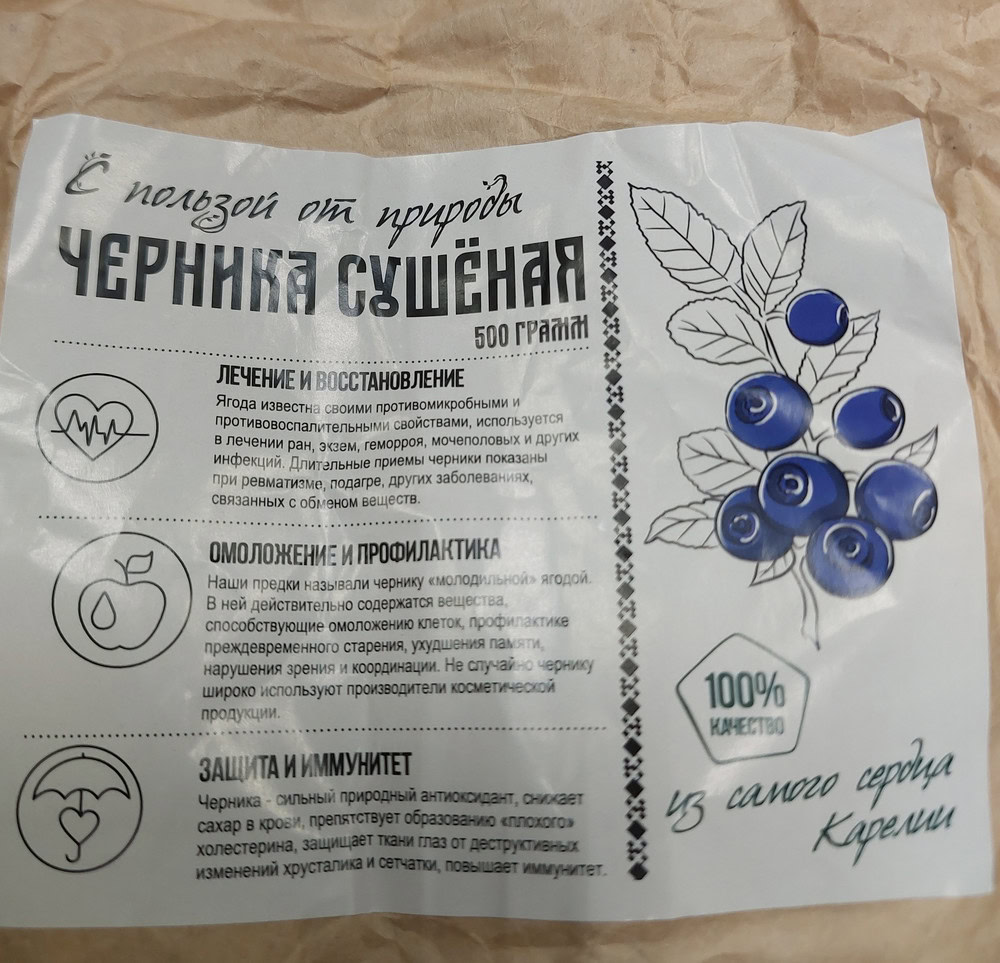 С пользой от природы
ЧЕРНИКА СУШЁНАЯ
500 ГРАММ
ЛЕЧЕНИЕ И ВОССТАНОВЛЕНИЕ
Ягода известна своими противомикробными и
противовоспалительными свойствами, используется
в лечении ран, экзем, геморроя, мочеполовых и других
инфекций. Длительные приемы черники показаны
при ревматизме, подагре, других заболеваниях,
связанных с обменом веществ.
ОМОЛОЖЕНИЕ И ПРОФИЛАКТИКА
Наши предки называли чернику «молодильной» ягодой.
В ней действительно содержатся вещества,
способствующие омоложению клеток, профилактике
преждевременного старения, ухудшения памяти,
нарушения зрения и координации. Не случайно чернику
широко используют производители косметической
продукции.
ЗАЩИТА И ИММУНИТЕТ
Черника - сильный природный антиоксидант, снижает
сахар в крови, препятствует образованию «плохого»
холестерина, защищает ткани глаз от деструктивных
изменений хрусталика и сетчатки, повышает иммунитет.
100%
КАЧЕСТВО
из самого сердца
Карелии